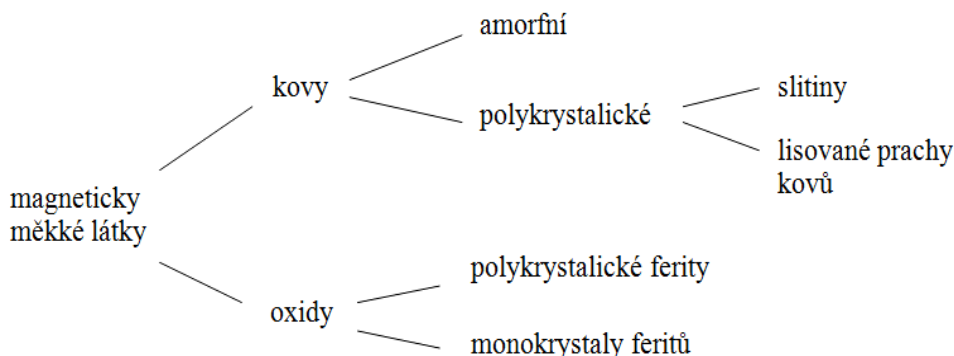 amorfní
kovy
slitiny
polykrystalické
lisované prachy
kovů
magneticky
měkké látky
polykrystalické ferity
oxidy
monokrystaly feritů